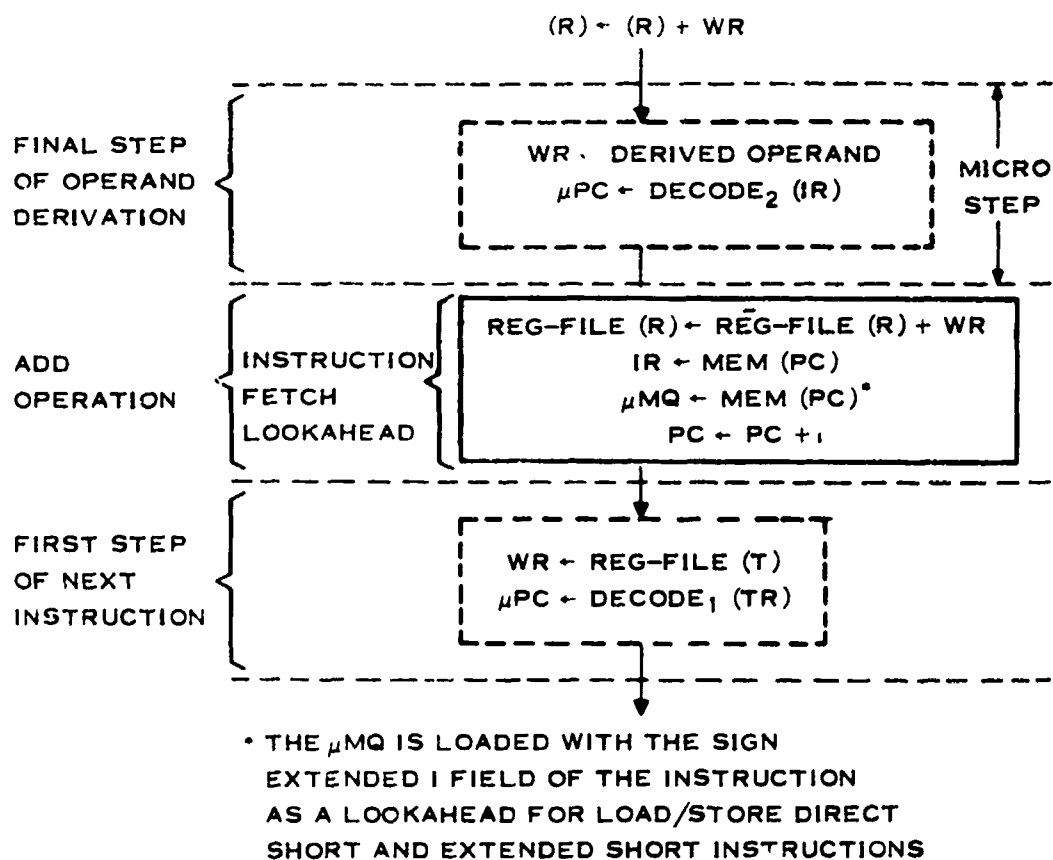 (R) ← (R) + WR
FINAL STEP
OF OPERAND
DERIVATION
WR . DERIVED OPERAND
μPC ← DECODE₂ (IR)
MICRO
STEP
ADD
OPERATION
INSTRUCTION
FETCH
LOOKAHEAD
REG-FILE (R) ← REG-FILE (R) + WR
IR ← MEM (PC)
μMQ ← MEM (PC)*
PC ← PC + 1
FIRST STEP
OF NEXT
INSTRUCTION
WR ← REG-FILE (T)
μPC ← DECODE₁ (TR)
* THE μMQ IS LOADED WITH THE SIGN
EXTENDED I FIELD OF THE INSTRUCTION
AS A LOOKAHEAD FOR LOAD/STORE DIRECT
SHORT AND EXTENDED SHORT INSTRUCTIONS